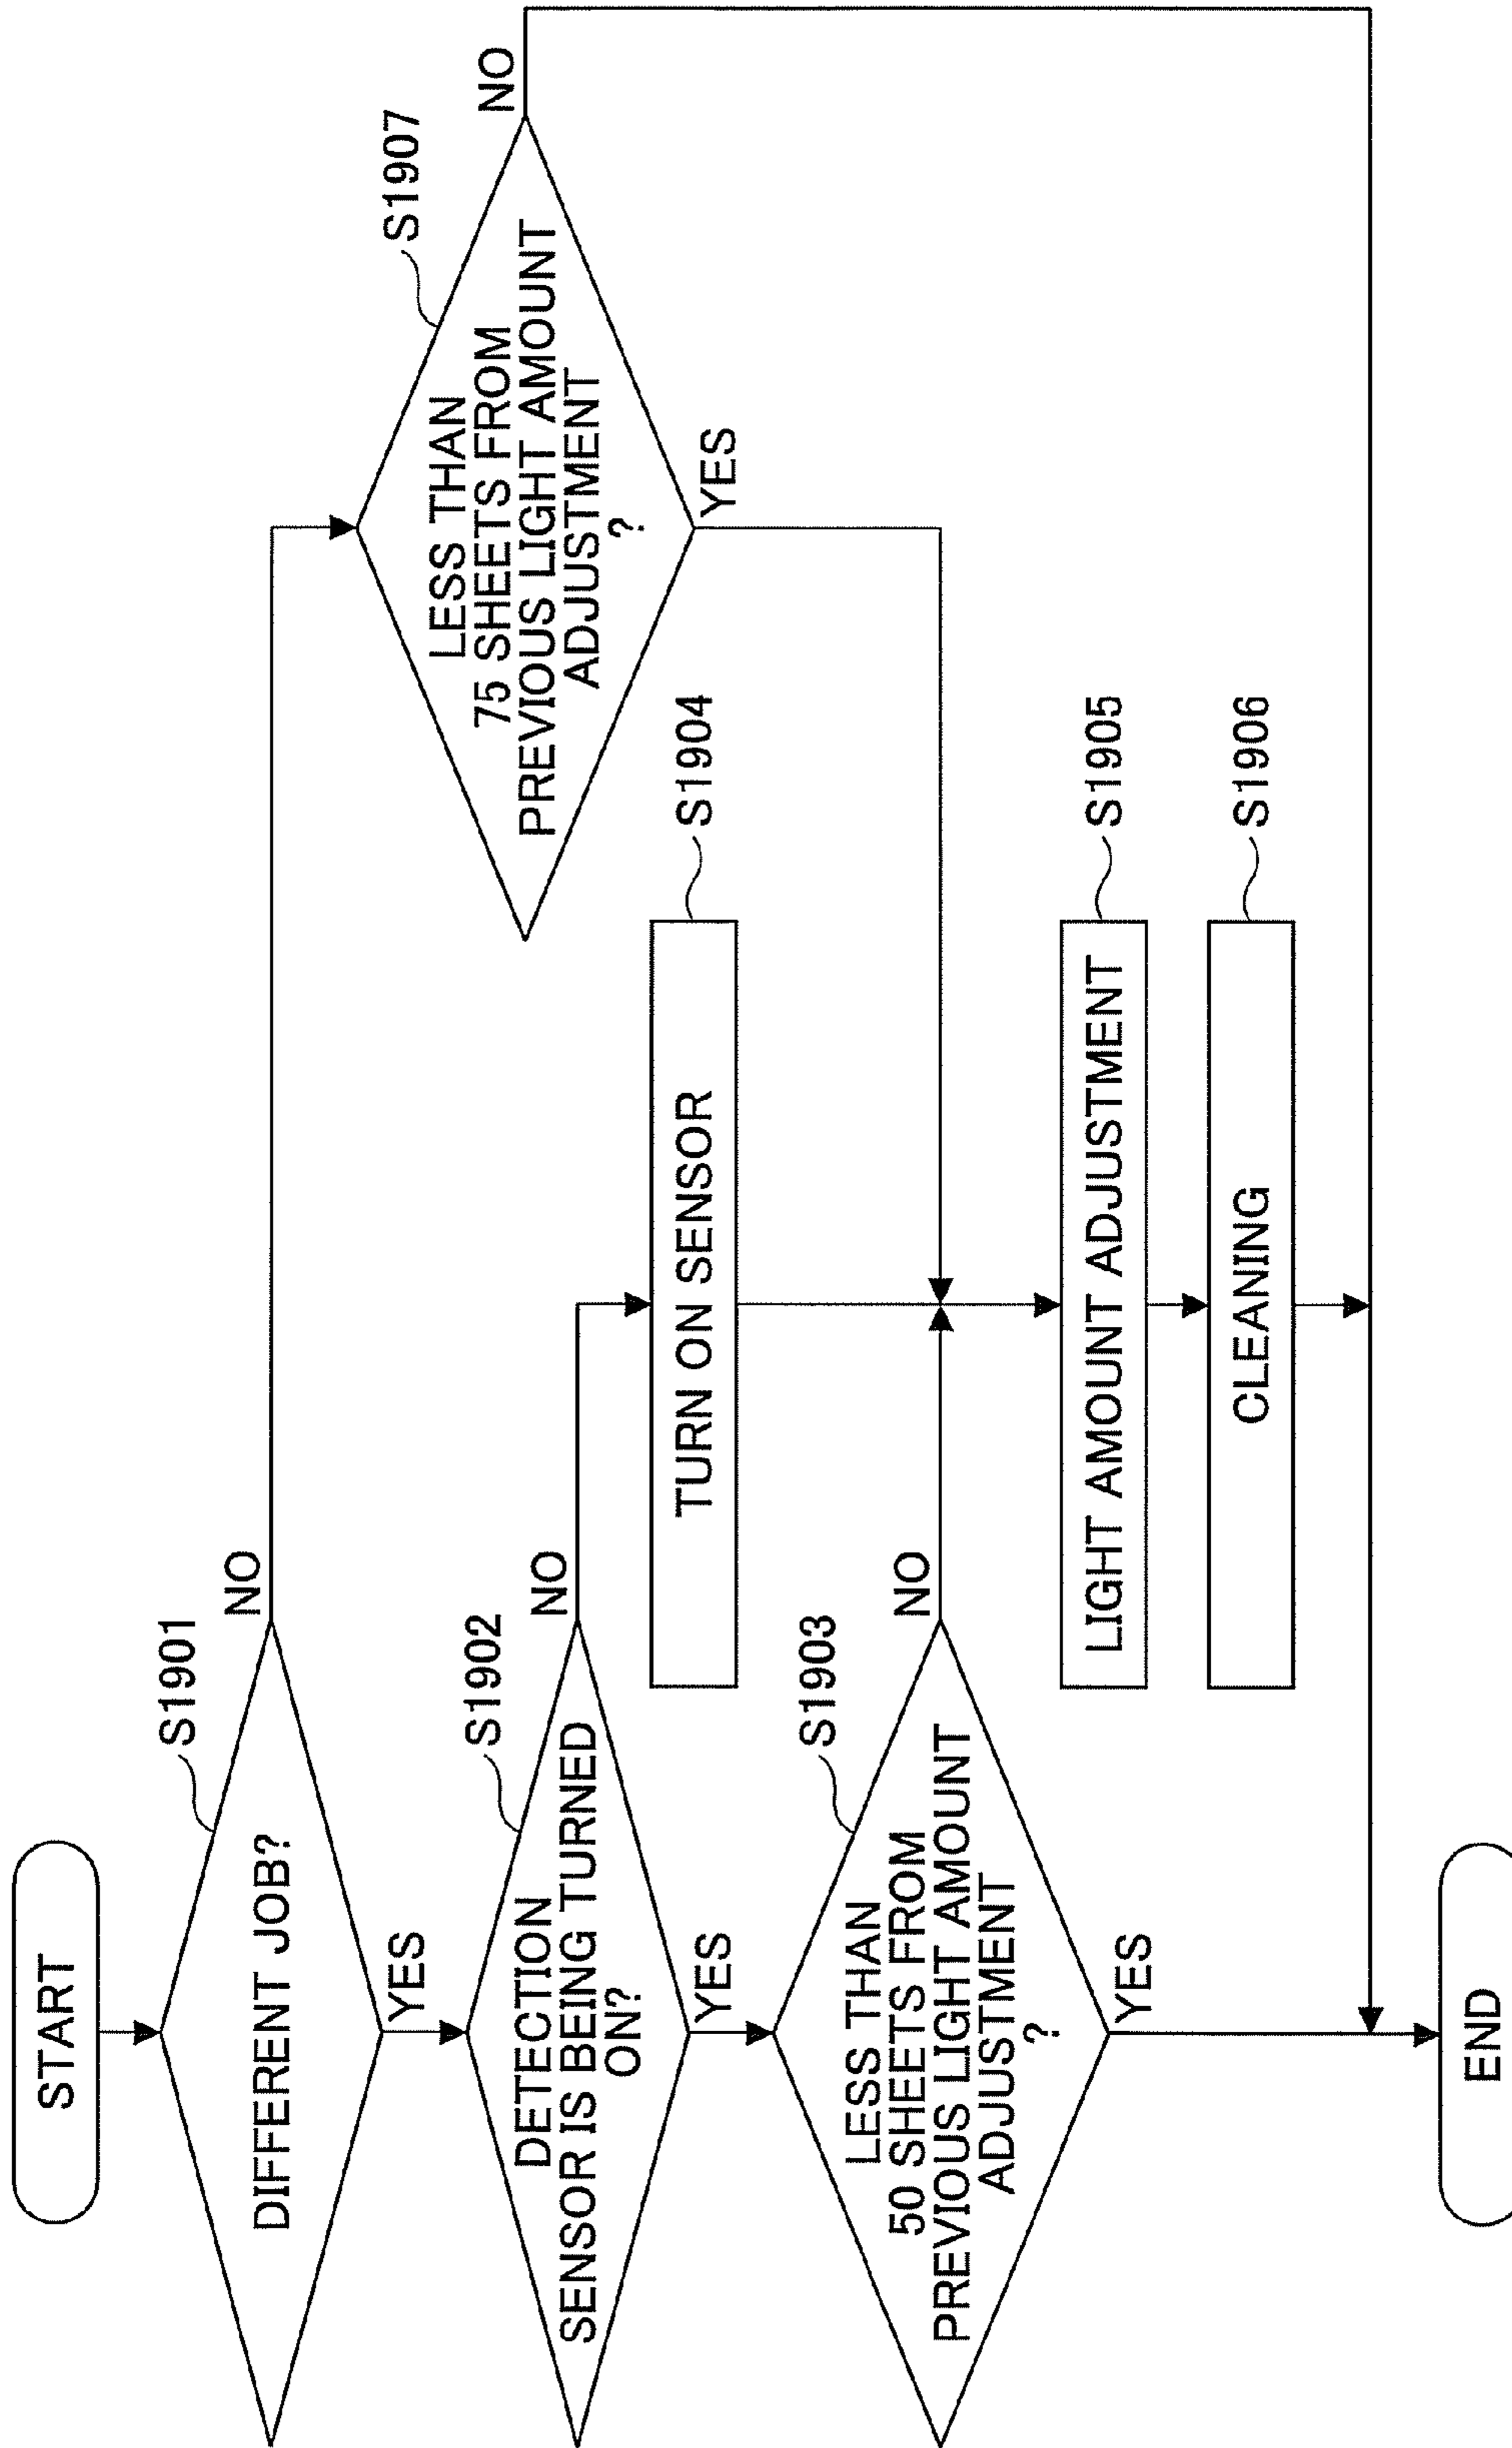 START
DIFFERENT JOB?
S1901
NO
YES
DETECTION
SENSOR IS BEING TURNED
ON?
S1902
NO
YES
LESS THAN
50 SHEETS FROM
PREVIOUS LIGHT AMOUNT
ADJUSTMENT
?
S1903
NO
YES
TURN ON SENSOR
S1904
LIGHT AMOUNT ADJUSTMENT
S1905
CLEANING
S1906
LESS THAN
75 SHEETS FROM
PREVIOUS LIGHT AMOUNT
ADJUSTMENT
?
S1907
NO
YES
END